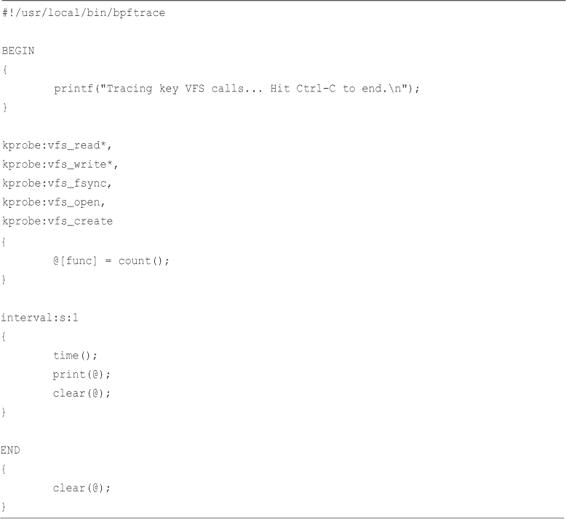 #!/usr/local/bin/bpftrace
BEGIN
{
printf("Tracing key VFS calls... Hit Ctrl-C to end.\n");
}
kprobe:vfs_read*,
kprobe:vfs_write*,
kprobe:vfs_fsync,
kprobe:vfs_open,
kprobe:vfs_create
{
@[func] = count();
}
interval:s:1
{
time();
print(@);
clear(@);
}
END
{
clear(@);
}